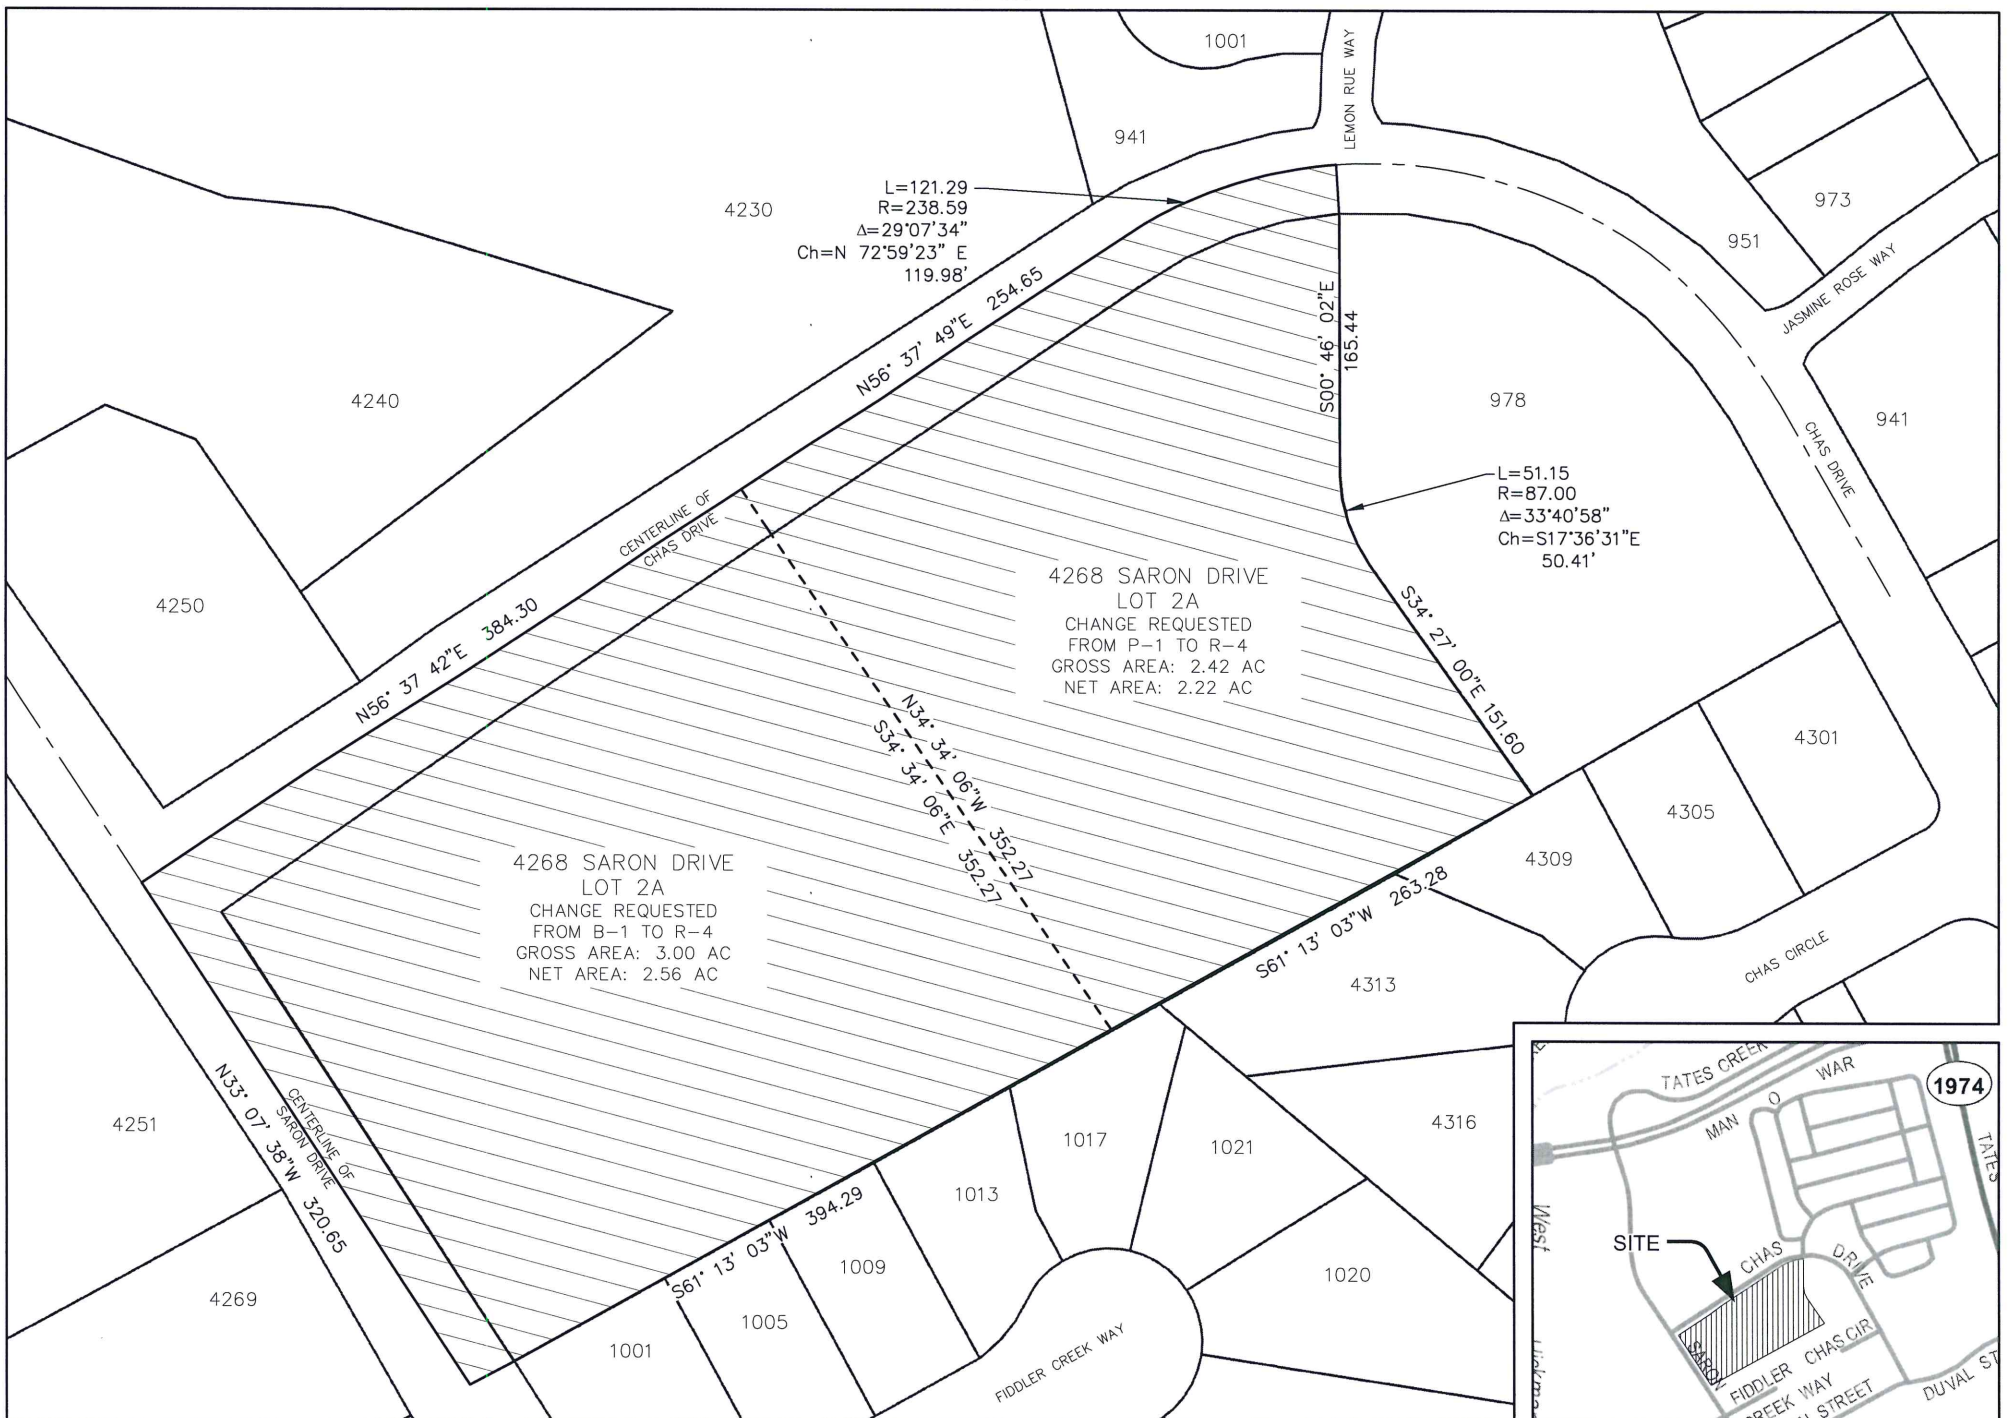 1001
LEMON RUE WAY
941
L=121.29
R=238.59
Δ=29°07'34"
Ch=N 72°59'23" E
119.98'
4230
973
951
JASMINE ROSE WAY
N56° 37' 49"E 254.65
S00° 46' 02"E
165.44
4240
978
941
CHAS DRIVE
L=51.15
R=87.00
Δ=33°40'58"
Ch=S17°36'31"E
50.41'
CENTERLINE OF
CHAS DRIVE
4250
N56° 37 42"E 384.30
4268 SARON DRIVE
LOT 2A
CHANGE REQUESTED
FROM P-1 TO R-4
GROSS AREA: 2.42 AC
NET AREA: 2.22 AC
S34° 27' 00"E 151.60
N34° 34' 06"W 352.27
S34° 34' 06"E 352.27
4301
4305
4309
4268 SARON DRIVE
LOT 2A
CHANGE REQUESTED
FROM B-1 TO R-4
GROSS AREA: 3.00 AC
NET AREA: 2.56 AC
S61° 13' 03"W 263.28
4313
CHAS CIRCLE
4251
N33° 07' 38"W 320.65
CENTERLINE OF
SARON DRIVE
4269
S61° 13' 03"W 394.29
1017
1021
4316
1013
1009
1005
1001
1020
FIDDLER CREEK WAY
TATES CREEK
MAN O WAR
1974
TATES
West
SITE
CHAS DRIVE
SARON
FIDDLER
CREEK WAY
CHAS CIR
STREET
DUVAL ST